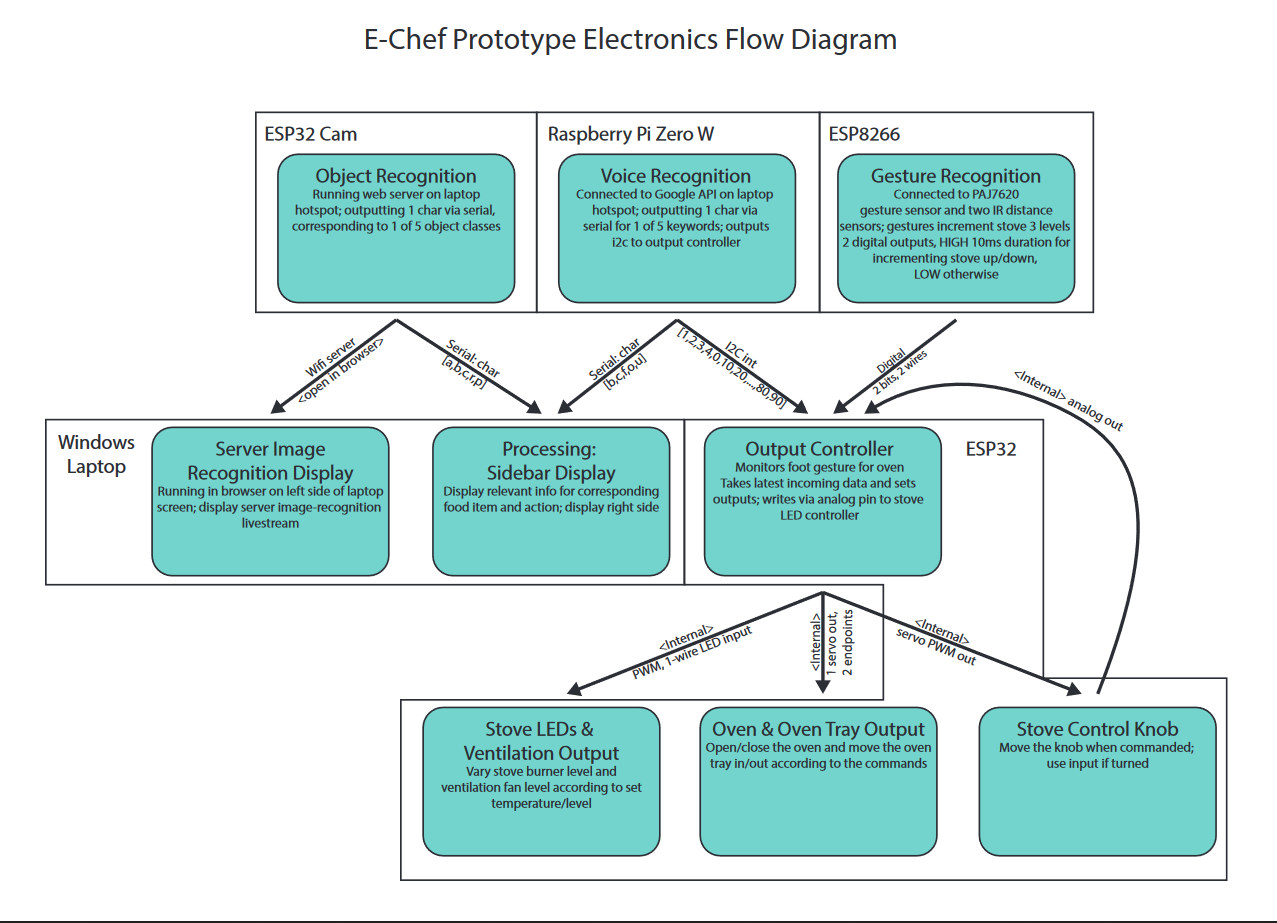 E-Chef Prototype Electronics Flow Diagram
ESP32 Cam
Object Recognition
Running web server on laptop
hotspot; outputting 1 char via serial,
corresponding to 1 of 5 object classes
Raspberry Pi Zero W
Voice Recognition
Connected to Google API on laptop
hotspot; outputting 1 char via
serial for 1 of 5 keywords; outputs
i2c to output controller
ESP8266
Gesture Recognition
Connected to PAJ7620
gesture sensor and two IR distance
sensors; gestures increment stove 3 levels
2 digital outputs, HIGH 10ms duration for
incrementing stove up/down,
LOW otherwise
Wifi server
<open in browser>
Serial: char
[a,b,c,r,p]
Serial: char
[b,c,f,o,u]
I2C int
[1,2,3,4,0,10,20,...,80,90]
Digital
2 bits, 2 wires
<Internal> analog out
Windows
Laptop
Server Image
Recognition Display
Running in browser on left side of laptop
screen; display server image-recognition
livestream
Processing:
Sidebar Display
Display relevant info for corresponding
food item and action; display right side
Output Controller
Monitors foot gesture for oven
Takes latest incoming data and sets
outputs; writes via analog pin to stove
LED controller
ESP32
<Internal>
PWM, 1-wire LED input
<Internal>
1 servo out,
2 endpoints
<Internal>
servo PWM out
Stove LEDs &
Ventilation Output
Vary stove burner level and
ventilation fan level according to set
temperature/level
Oven & Oven Tray Output
Open/close the oven and move the oven
tray in/out according to the commands
Stove Control Knob
Move the knob when commanded;
use input if turned